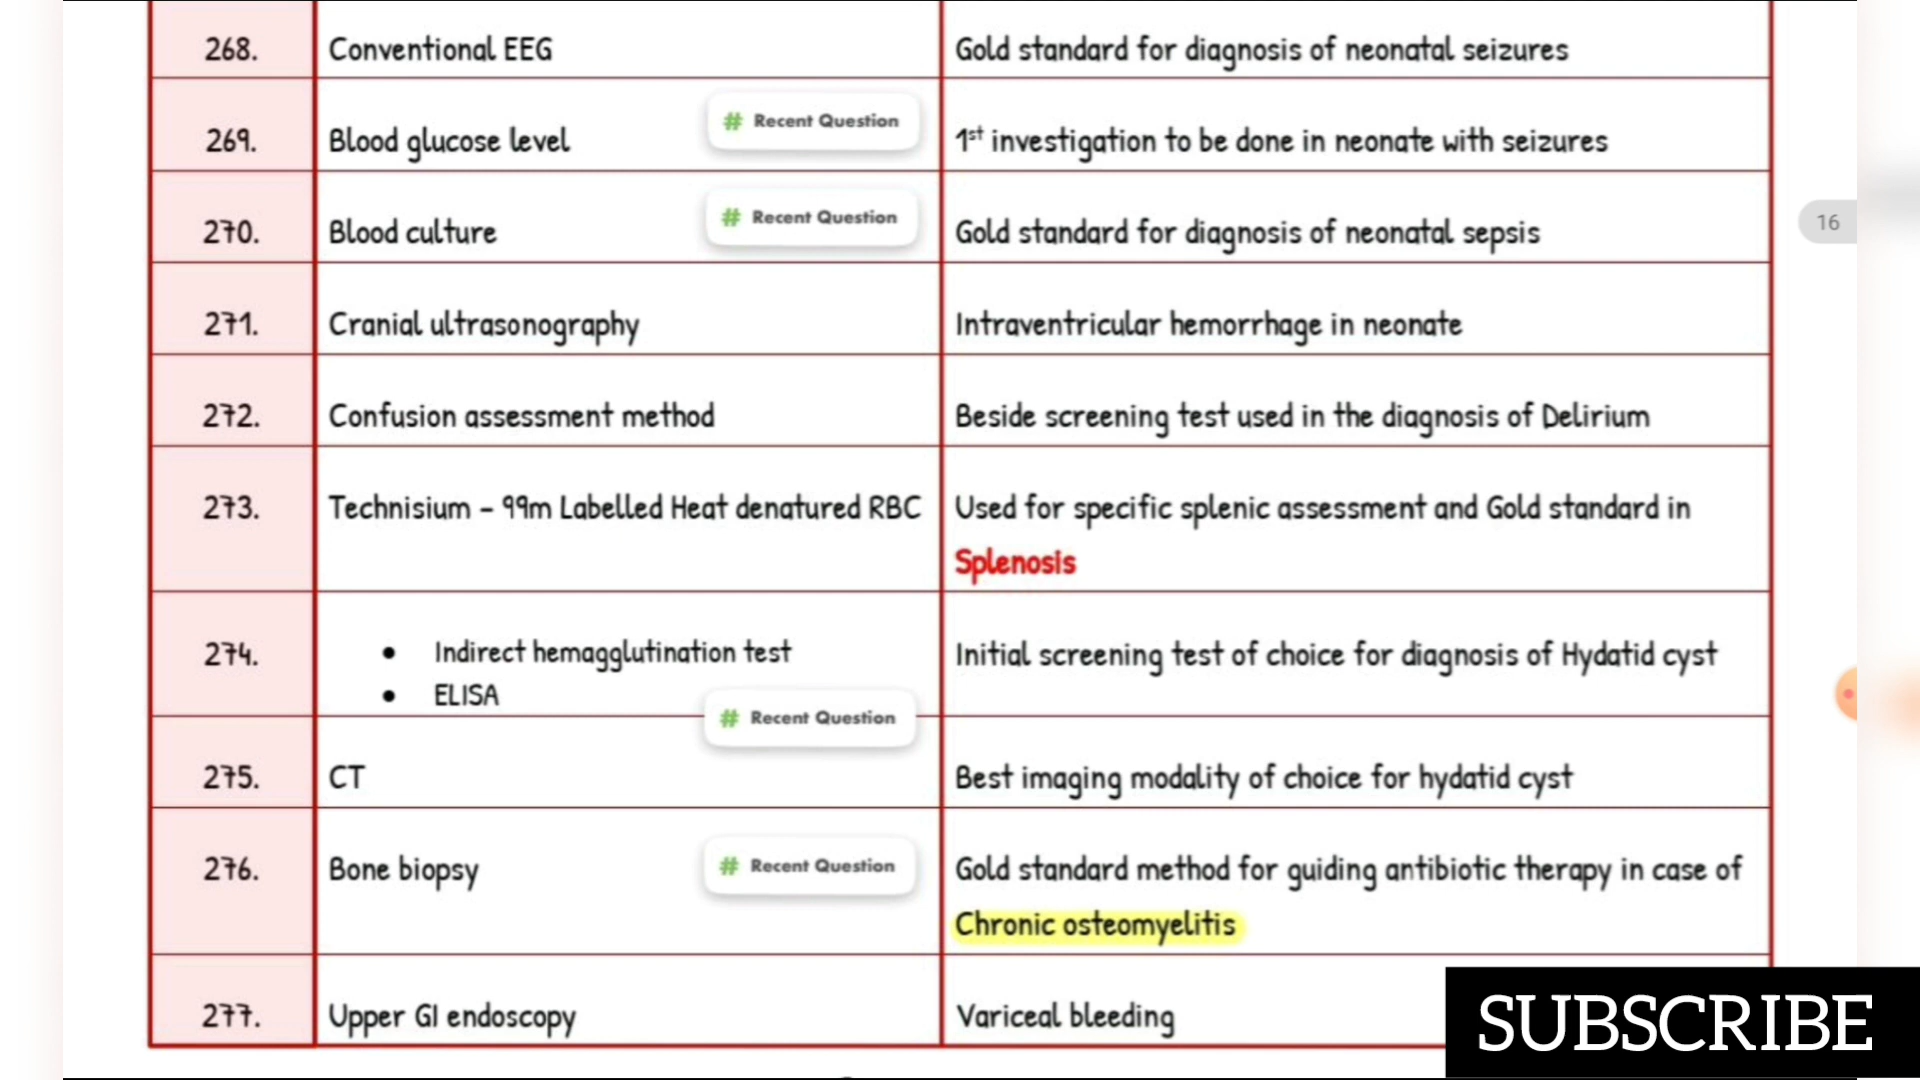 268. Conventional EEG Gold standard for diagnosis of neonatal seizures
# Recent Question
269. Blood glucose level 1st investigation to be done in neonate with seizures
# Recent Question
270. Blood culture Gold standard for diagnosis of neonatal sepsis
16
271. Cranial ultrasonography Intraventricular hemorrhage in neonate
272. Confusion assessment method Beside screening test used in the diagnosis of Delirium
273. Technisium - 99m Labelled Heat denatured RBC Used for specific splenic assessment and Gold standard in
Splenosis
274. • Indirect hemagglutination test Initial screening test of choice for diagnosis of Hydatid cyst
• ELISA
# Recent Question
275. CT Best imaging modality of choice for hydatid cyst
276. Bone biopsy # Recent Question Gold standard method for guiding antibiotic therapy in case of
Chronic osteomyelitis
277. Upper GI endoscopy Variceal bleeding
SUBSCRIBE